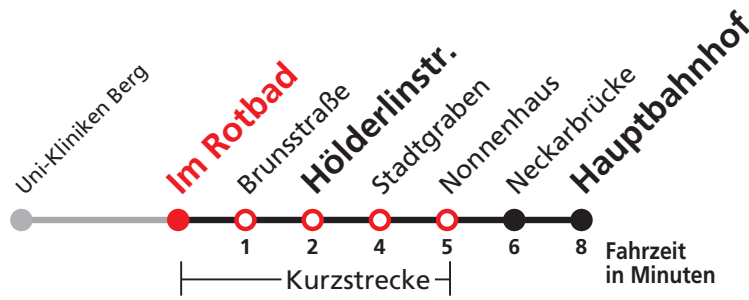 Uni-Kliniken Berg
Im Rotbad
Brunsstraße
Hölderlinstr.
Stadtgraben
Nonnenhaus
Neckarbrücke
Hauptbahnhof
1 2 4 5 6 8 Fahrzeit
in Minuten
Kurzstrecke